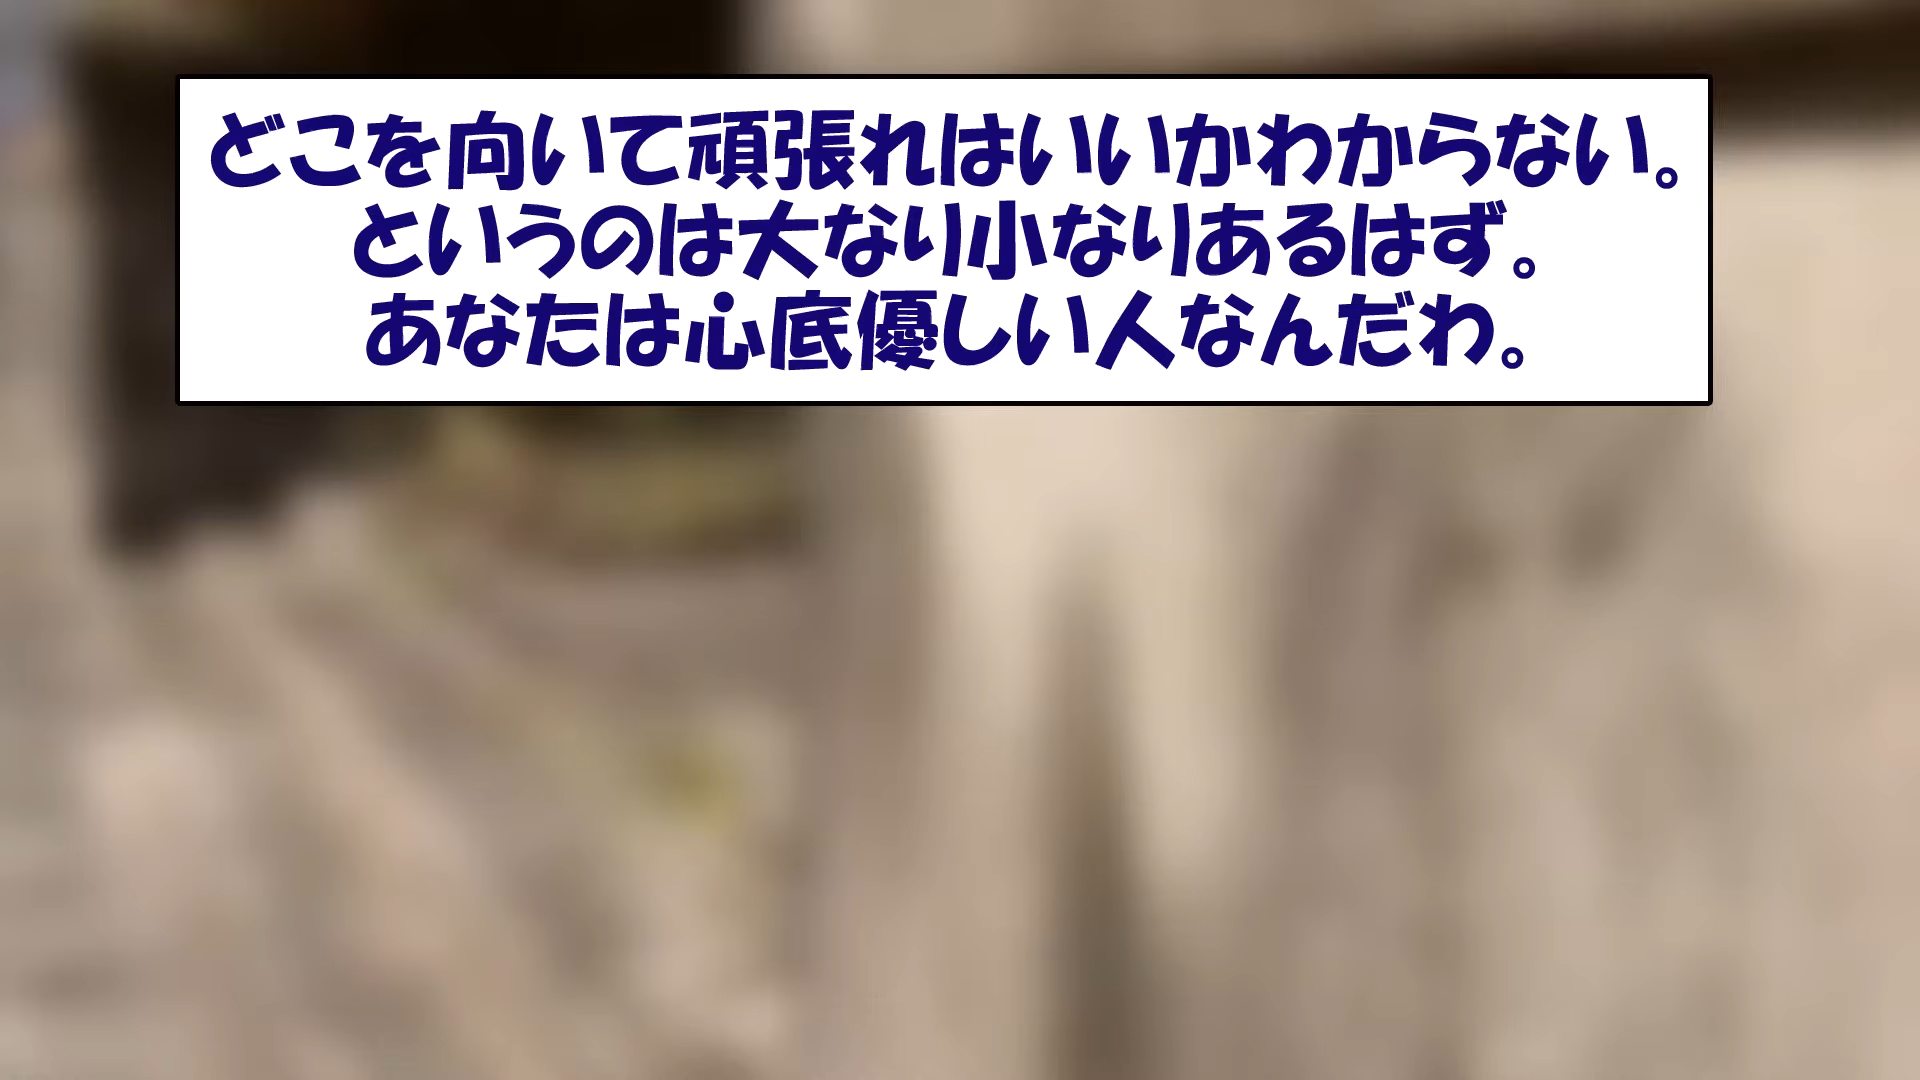 どこを向いて頑張れはいいかわからない。
というのは大なり小なりあるはず。
あなたは心底優しい人なんだわ。